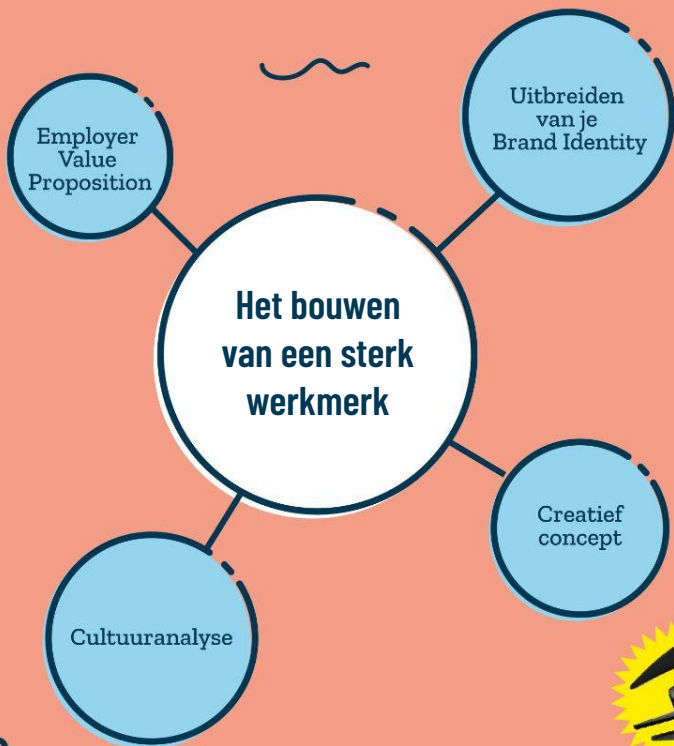 Employer
Value
Proposition
Uitbreiden
van je
Brand Identity
Het bouwen
van een sterk
werkmerk
Creatief
concept
Cultuuranalyse